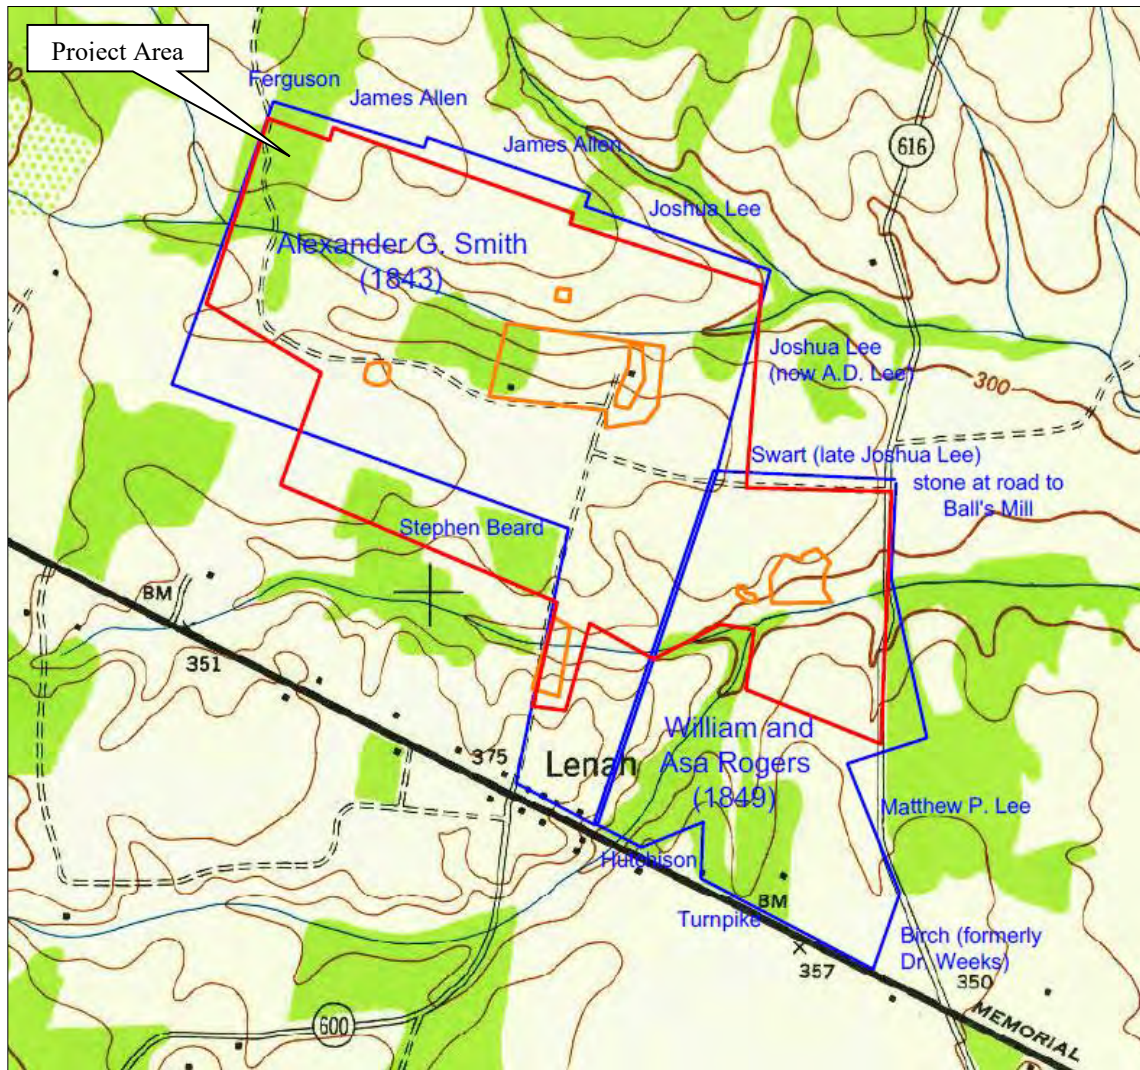 Project Area
Ferguson
James Allen
James Allen
616
Joshua Lee
Alexander G. Smith
(1843)
Joshua Lee
(now A.D. Lee)
300
Swart (late Joshua Lee)
stone at road to
Ball's Mill
Stephen Beard
BM
351
William and
Asa Rogers
(1849)
375
Lenah
Matthew P. Lee
Hutchison
BM
Turnpike
357
Birch (formerly
Dr. Weeks)
350
MEMORIAL
600